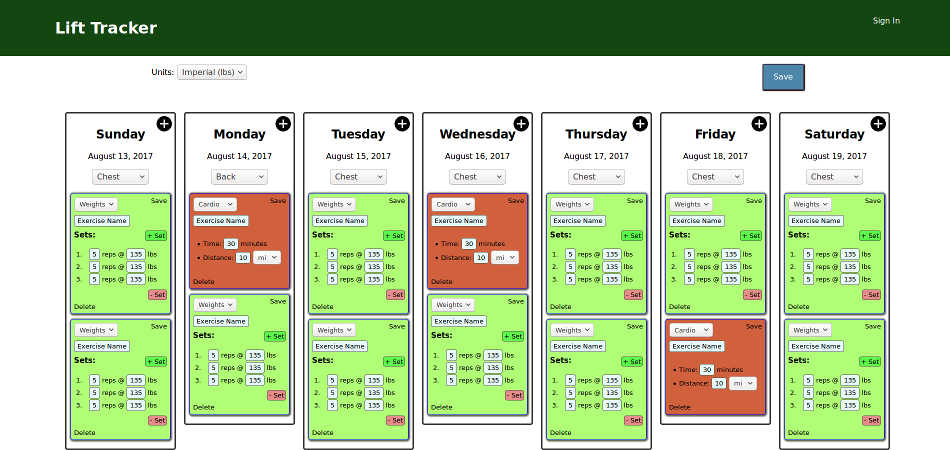 Lift Tracker
Sign In
Units: Imperial (lbs)
Save
Sunday
August 13, 2017
Chest
Weights Save
Exercise Name
Sets: + Set
1. 5 reps @ 135 lbs
2. 5 reps @ 135 lbs
3. 5 reps @ 135 lbs
- Set
Delete
Weights Save
Exercise Name
Sets: + Set
1. 5 reps @ 135 lbs
2. 5 reps @ 135 lbs
3. 5 reps @ 135 lbs
- Set
Delete
Monday
August 14, 2017
Back
Cardio Save
Exercise Name
• Time: 30 minutes
• Distance: 10 mi
Delete
Weights Save
Exercise Name
Sets: + Set
1. 5 reps @ 135 lbs
2. 5 reps @ 135 lbs
3. 5 reps @ 135 lbs
- Set
Delete
Tuesday
August 15, 2017
Chest
Weights Save
Exercise Name
Sets: + Set
1. 5 reps @ 135 lbs
2. 5 reps @ 135 lbs
3. 5 reps @ 135 lbs
- Set
Delete
Weights Save
Exercise Name
Sets: + Set
1. 5 reps @ 135 lbs
2. 5 reps @ 135 lbs
3. 5 reps @ 135 lbs
- Set
Delete
Wednesday
August 16, 2017
Chest
Cardio Save
Exercise Name
• Time: 30 minutes
• Distance: 10 mi
Delete
Weights Save
Exercise Name
Sets: + Set
1. 5 reps @ 135 lbs
2. 5 reps @ 135 lbs
3. 5 reps @ 135 lbs
- Set
Delete
Thursday
August 17, 2017
Chest
Weights Save
Exercise Name
Sets: + Set
1. 5 reps @ 135 lbs
2. 5 reps @ 135 lbs
3. 5 reps @ 135 lbs
- Set
Delete
Weights Save
Exercise Name
Sets: + Set
1. 5 reps @ 135 lbs
2. 5 reps @ 135 lbs
3. 5 reps @ 135 lbs
- Set
Delete
Friday
August 18, 2017
Chest
Weights Save
Exercise Name
Sets: + Set
1. 5 reps @ 135 lbs
2. 5 reps @ 135 lbs
3. 5 reps @ 135 lbs
- Set
Delete
Cardio Save
Exercise Name
• Time: 30 minutes
• Distance: 10 mi
Delete
Saturday
August 19, 2017
Chest
Weights Save
Exercise Name
Sets: + Set
1. 5 reps @ 135 lbs
2. 5 reps @ 135 lbs
3. 5 reps @ 135 lbs
- Set
Delete
Weights Save
Exercise Name
Sets: + Set
1. 5 reps @ 135 lbs
2. 5 reps @ 135 lbs
3. 5 reps @ 135 lbs
- Set
Delete